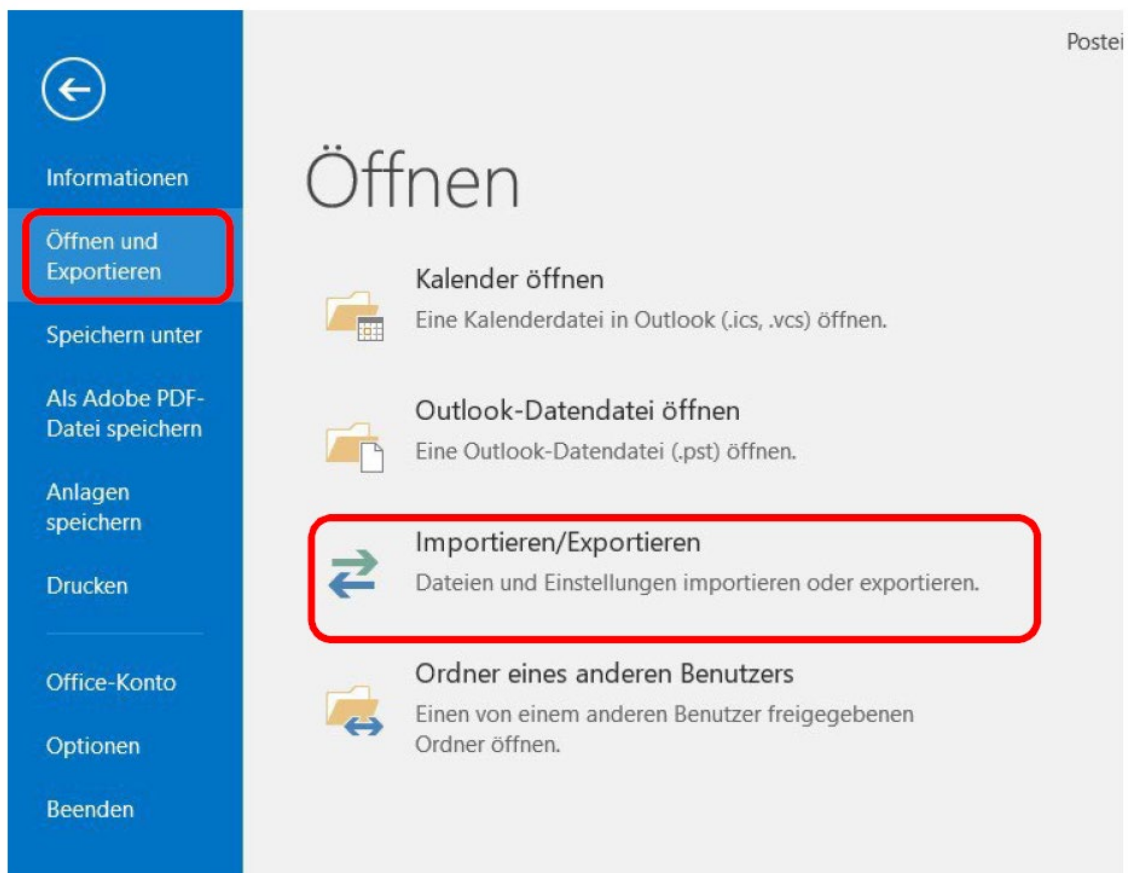 Postei
Informationen
Öffnen und
Exportieren
Speichern unter
Als Adobe PDF-
Datei speichern
Anlagen
speichern
Drucken
Office-Konto
Optionen
Beenden
Öffnen
Kalender öffnen
Eine Kalenderdatei in Outlook (.ics, .vcs) öffnen.
Outlook-Datendatei öffnen
Eine Outlook-Datendatei (.pst) öffnen.
Importieren/Exportieren
Dateien und Einstellungen importieren oder exportieren.
Ordner eines anderen Benutzers
Einen von einem anderen Benutzer freigegebenen
Ordner öffnen.